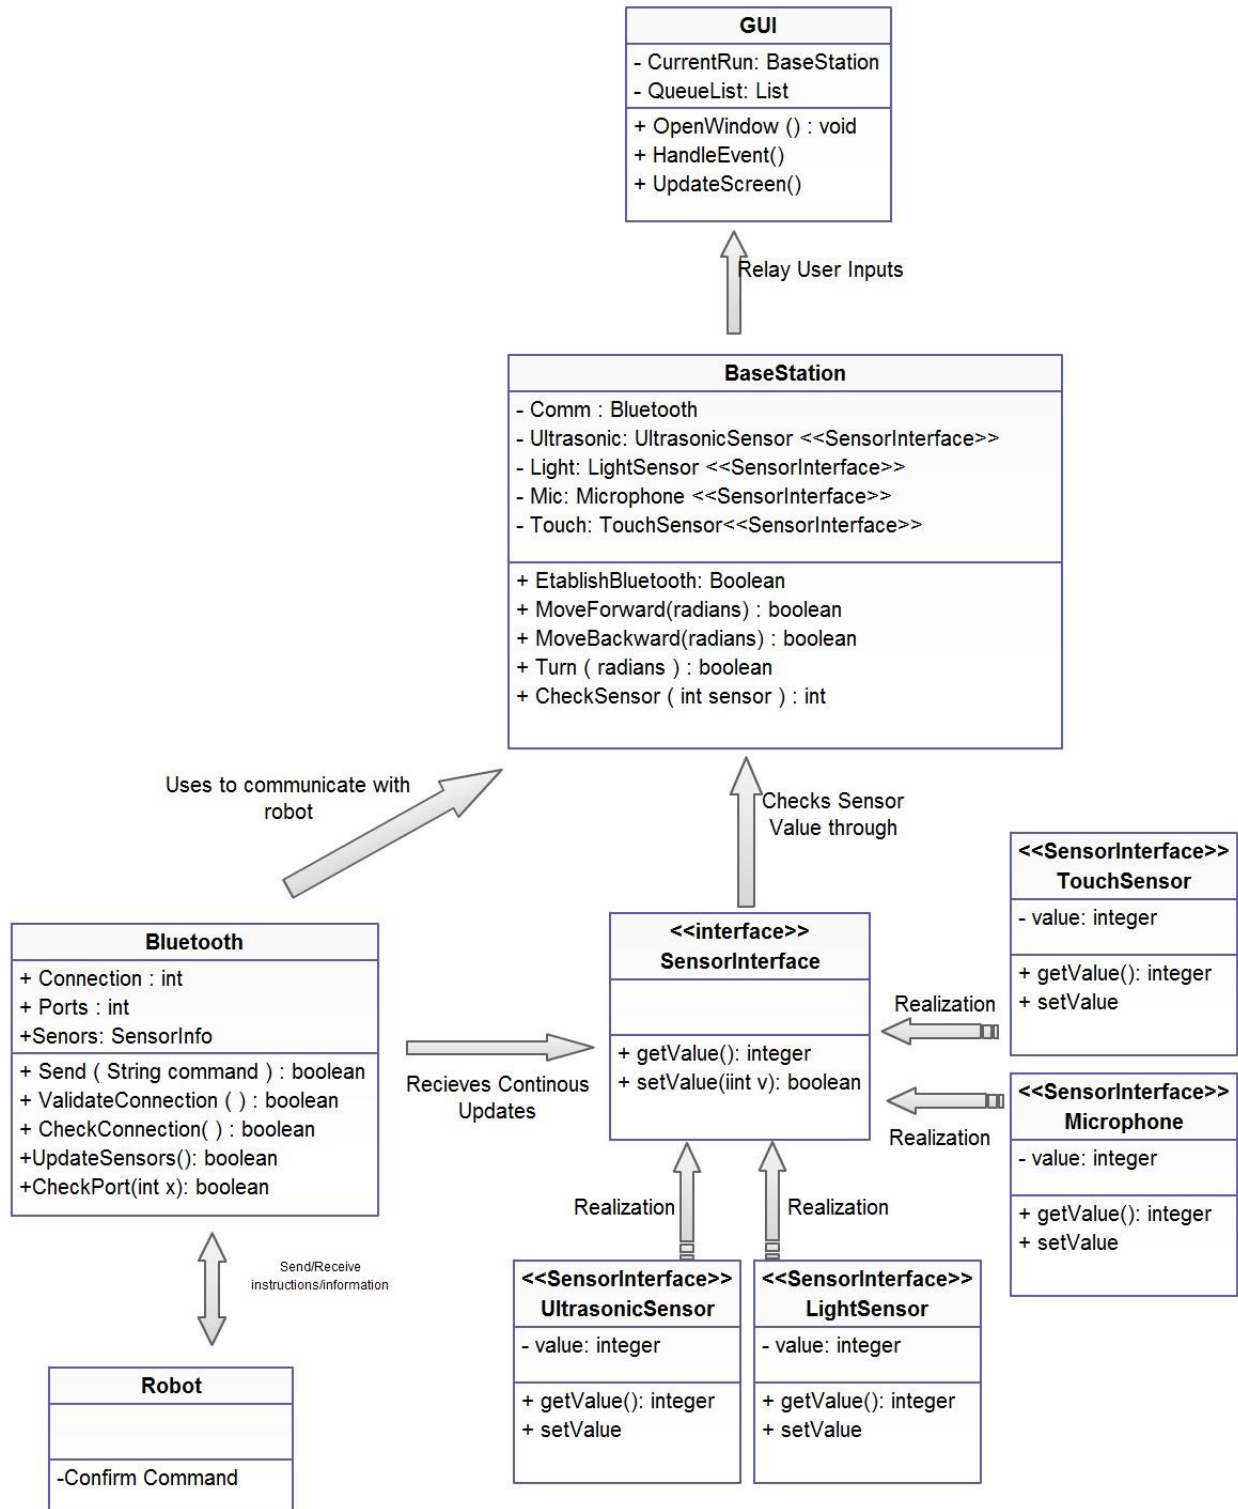 GUI
- CurrentRun: BaseStation
- QueueList: List
+ OpenWindow () : void
+ HandleEvent()
+ UpdateScreen()
Relay User Inputs
BaseStation
- Comm : Bluetooth
- Ultrasonic: UltrasonicSensor <<SensorInterface>>
- Light: LightSensor <<SensorInterface>>
- Mic: Microphone <<SensorInterface>>
- Touch: TouchSensor<<SensorInterface>>
+ EtablishBluetooth: Boolean
+ MoveForward(radians) : boolean
+ MoveBackward(radians) : boolean
+ Turn ( radians ) : boolean
+ CheckSensor ( int sensor ) : int
Uses to communicate with
robot
Checks Sensor
Value through
<<SensorInterface>>
TouchSensor
- value: integer
+ getValue(): integer
+ setValue
Bluetooth
+ Connection : int
+ Ports : int
+Senors: SensorInfo
+ Send ( String command ) : boolean
+ ValidateConnection ( ) : boolean
+ CheckConnection( ) : boolean
+UpdateSensors(): boolean
+CheckPort(int x): boolean
Recieves Continous
Updates
<<interface>>
SensorInterface
+ getValue(): integer
+ setValue(iint v): boolean
Realization
Realization
<<SensorInterface>>
Microphone
- value: integer
+ getValue(): integer
+ setValue
Realization
Realization
Send/Receive
instructions/information
<<SensorInterface>>
UltrasonicSensor
- value: integer
+ getValue(): integer
+ setValue
<<SensorInterface>>
LightSensor
- value: integer
+ getValue(): integer
+ setValue
Robot
-Confirm Command